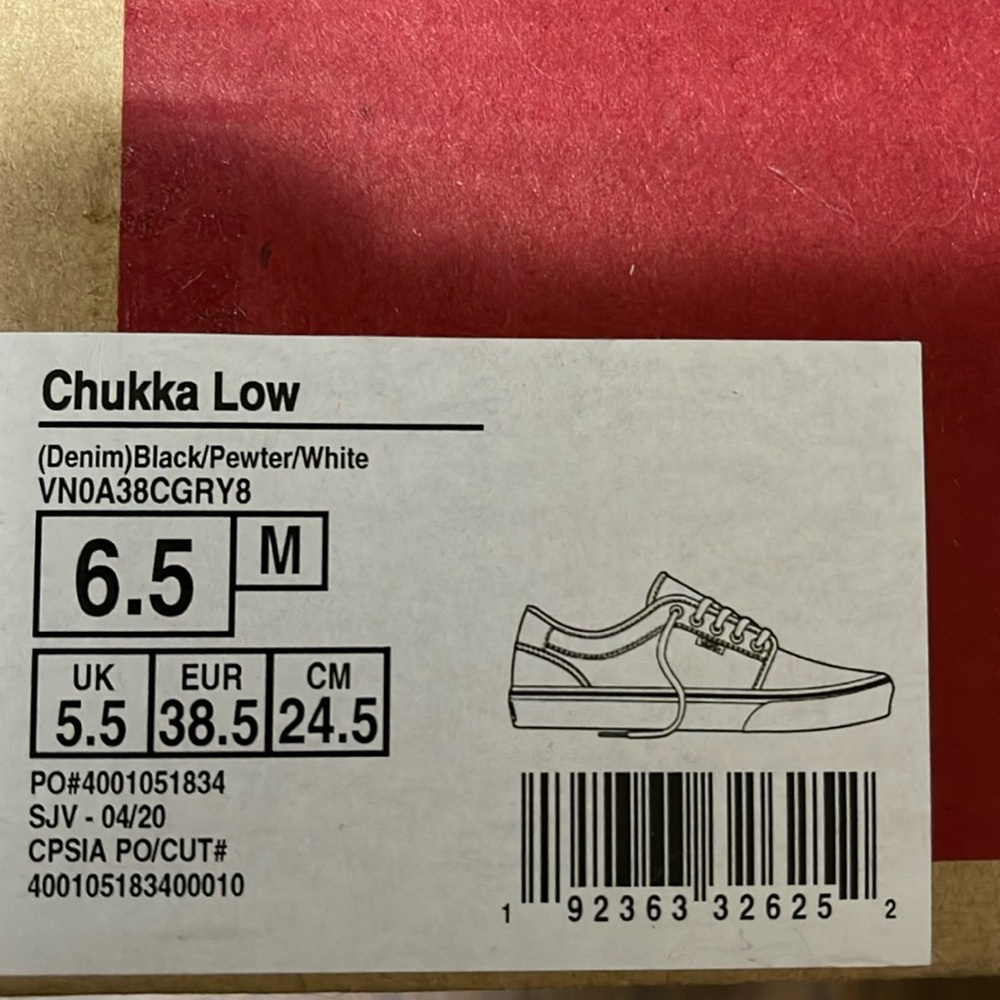 Chukka Low
(Denim)Black/Pewter/White
VN0A38CGRY8
6.5 M
UK EUR CM
5.5 38.5 24.5
PO#4001051834
SJV - 04/20
CPSIA PO/CUT#
400105183400010
1 92363 32625 2